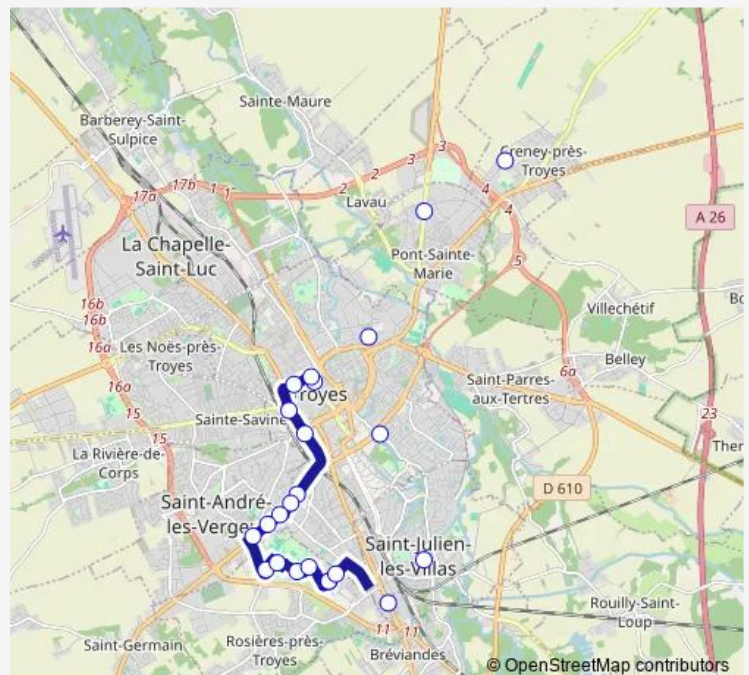 Sainte-Maure
Barberey-Saint-
Sulpice
Creney-près-
Troyes
3
3
2
2
4
17b
1
1
17a
4
Lavau
A 26
La Chapelle-
Saint-Luc
Pont-Sainte-
Marie
5
16b
16b
Villechétif
Les Noës-près-
Troyes
16a
Belley
6a
16a
Saint-Parres-
aux-Tertres
Troyes
15
Sainte-Savine
23
15
La Rivière-de-
Corps
D 610
Saint-André-
les-Verge
Saint-Julien-
les-Villas
Rouilly-Saint-
Loup
11
11
Saint-Germain
Rosières-près-
Troyes
Bréviandes
© OpenStreetMap contributors